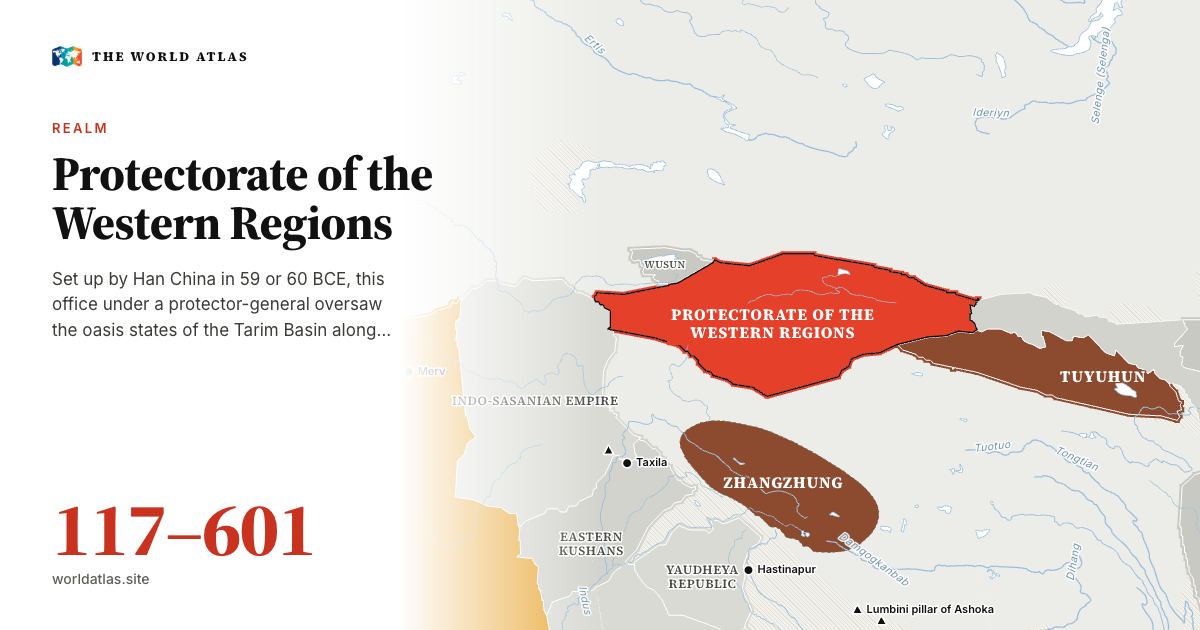 THE WORLD ATLAS
REALM
Protectorate of the
Western Regions
Set up by Han China in 59 or 60 BCE, this
office under a protector-general oversaw
the oasis states of the Tarim Basin along...
117–601
worldatlas.site
Ertis
Selenge (Selenga)
Ideriyn
WUSUN
PROTECTORATE OF THE
WESTERN REGIONS
TUYUHUN
Merv
INDO-SASANIAN EMPIRE
Taxila
ZHANGZHUNG
Tuotuo
Tongtian
EASTERN
KUSHANS
YAUDHEYA
REPUBLIC
Hastinapur
Damqogkanbab
Dihang
Indus
Lumbini pillar of Ashoka